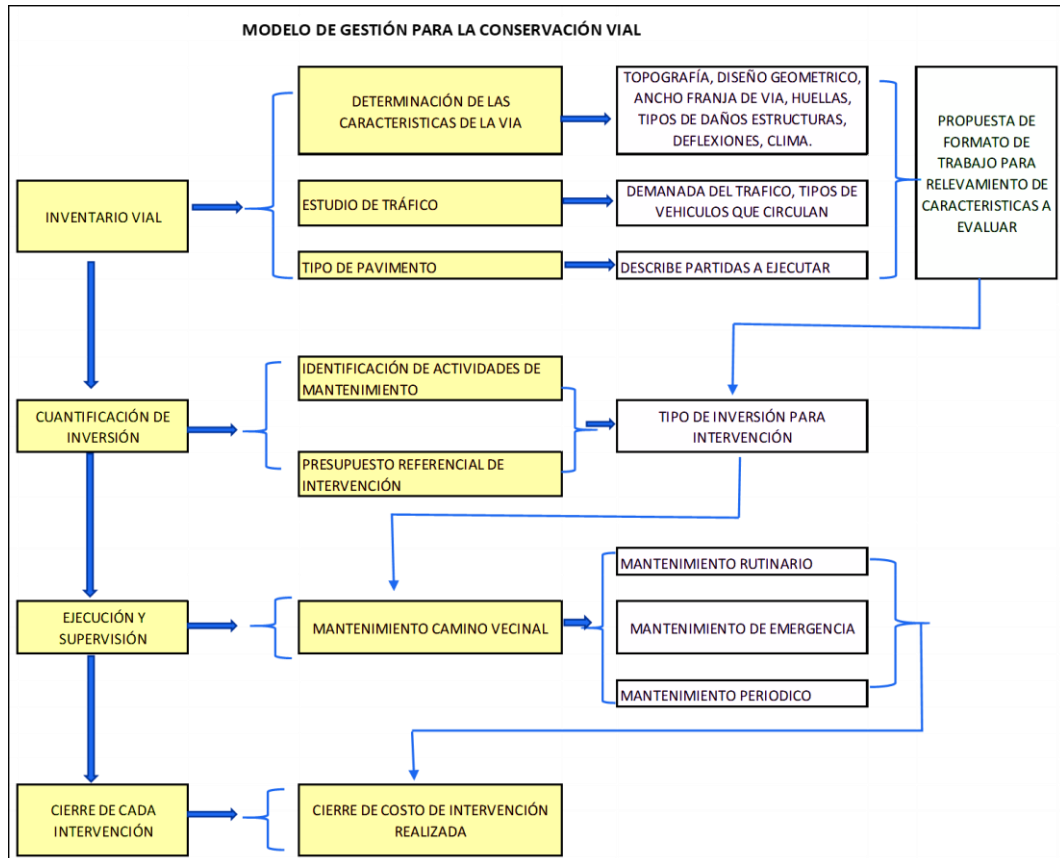 MODELO DE GESTIÓN PARA LA CONSERVACIÓN VIAL
INVENTARIO VIAL
DETERMINACIÓN DE LAS
CARACTERISTICAS DE LA VIA
TOPOGRAFÍA, DISEÑO GEOMETRICO,
ANCHO FRANJA DE VIA, HUELLAS,
TIPOS DE DAÑOS ESTRUCTURAS,
DEFLEXIONES, CLIMA.
ESTUDIO DE TRÁFICO
DEMANADA DEL TRAFICO, TIPOS DE
VEHICULOS QUE CIRCULAN
TIPO DE PAVIMENTO
DESCRIBE PARTIDAS A EJECUTAR
PROPUESTA DE
FORMATO DE
TRABAJO PARA
RELEVAMIENTO DE
CARACTERISTICAS A
EVALUAR
CUANTIFICACIÓN DE
INVERSIÓN
IDENTIFICACIÓN DE ACTIVIDADES DE
MANTENIMIENTO
PRESUPUESTO REFERENCIAL DE
INTERVENCIÓN
TIPO DE INVERSIÓN PARA
INTERVENCIÓN
EJECUCIÓN Y
SUPERVISIÓN
MANTENIMIENTO CAMINO VECINAL
MANTENIMIENTO RUTINARIO
MANTENIMIENTO DE EMERGENCIA
MANTENIMIENTO PERIODICO
CIERRE DE CADA
INTERVENCIÓN
CIERRE DE COSTO DE INTERVENCIÓN
REALIZADA